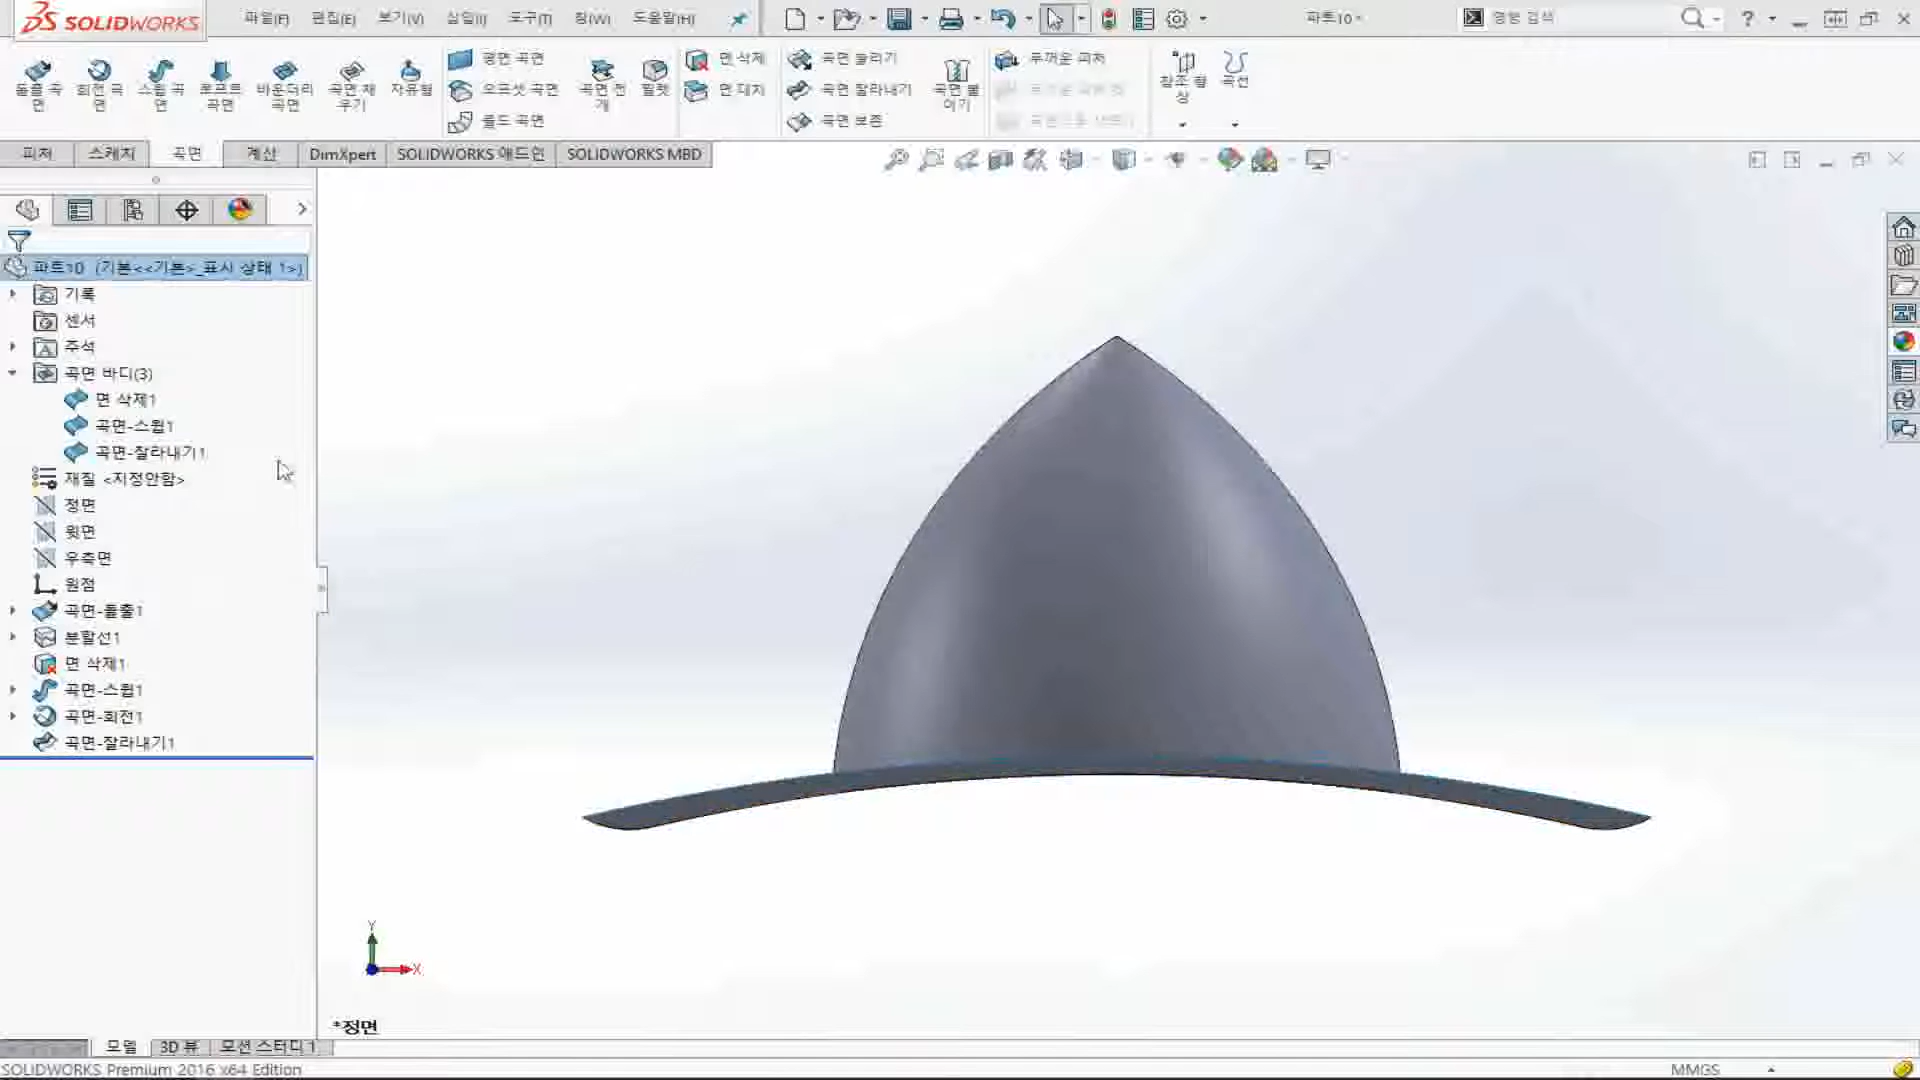 SOLIDWORKS
파일(F) 편집(E) 보기(V) 삽입(I) 도구(T) 창(W) 도움말(H)
파트10 *
명령 검색
?
돌출 곡면
회전 곡면
스윕 곡면
로프트 곡면
바운더리 곡면
곡면 채우기
자유형
평면 곡면
오프셋 곡면
룰드 곡면
곡면 전개
필렛
면 삭제
면 대치
곡면 늘리기
곡면 잘라내기
곡면 보존
곡면 붙이기
두꺼운 피처
참조 형상
곡선
피처 스케치 곡면 계산 DimXpert SOLIDWORKS 애드인 SOLIDWORKS MBD
파트10 (기본<<기본>_표시 상태 1>)
기록
센서
주석
곡면 바디(3)
면 삭제1
곡면-스윕1
곡면-잘라내기1
재질 <지정안함>
정면
윗면
우측면
원점
곡면-돌출1
분할선1
면 삭제1
곡면-스윕1
곡면-회전1
곡면-잘라내기1
Y
X
*정면
모델 3D 뷰 모션 스터디 1
SOLIDWORKS Premium 2016 x64 Edition
MMGS